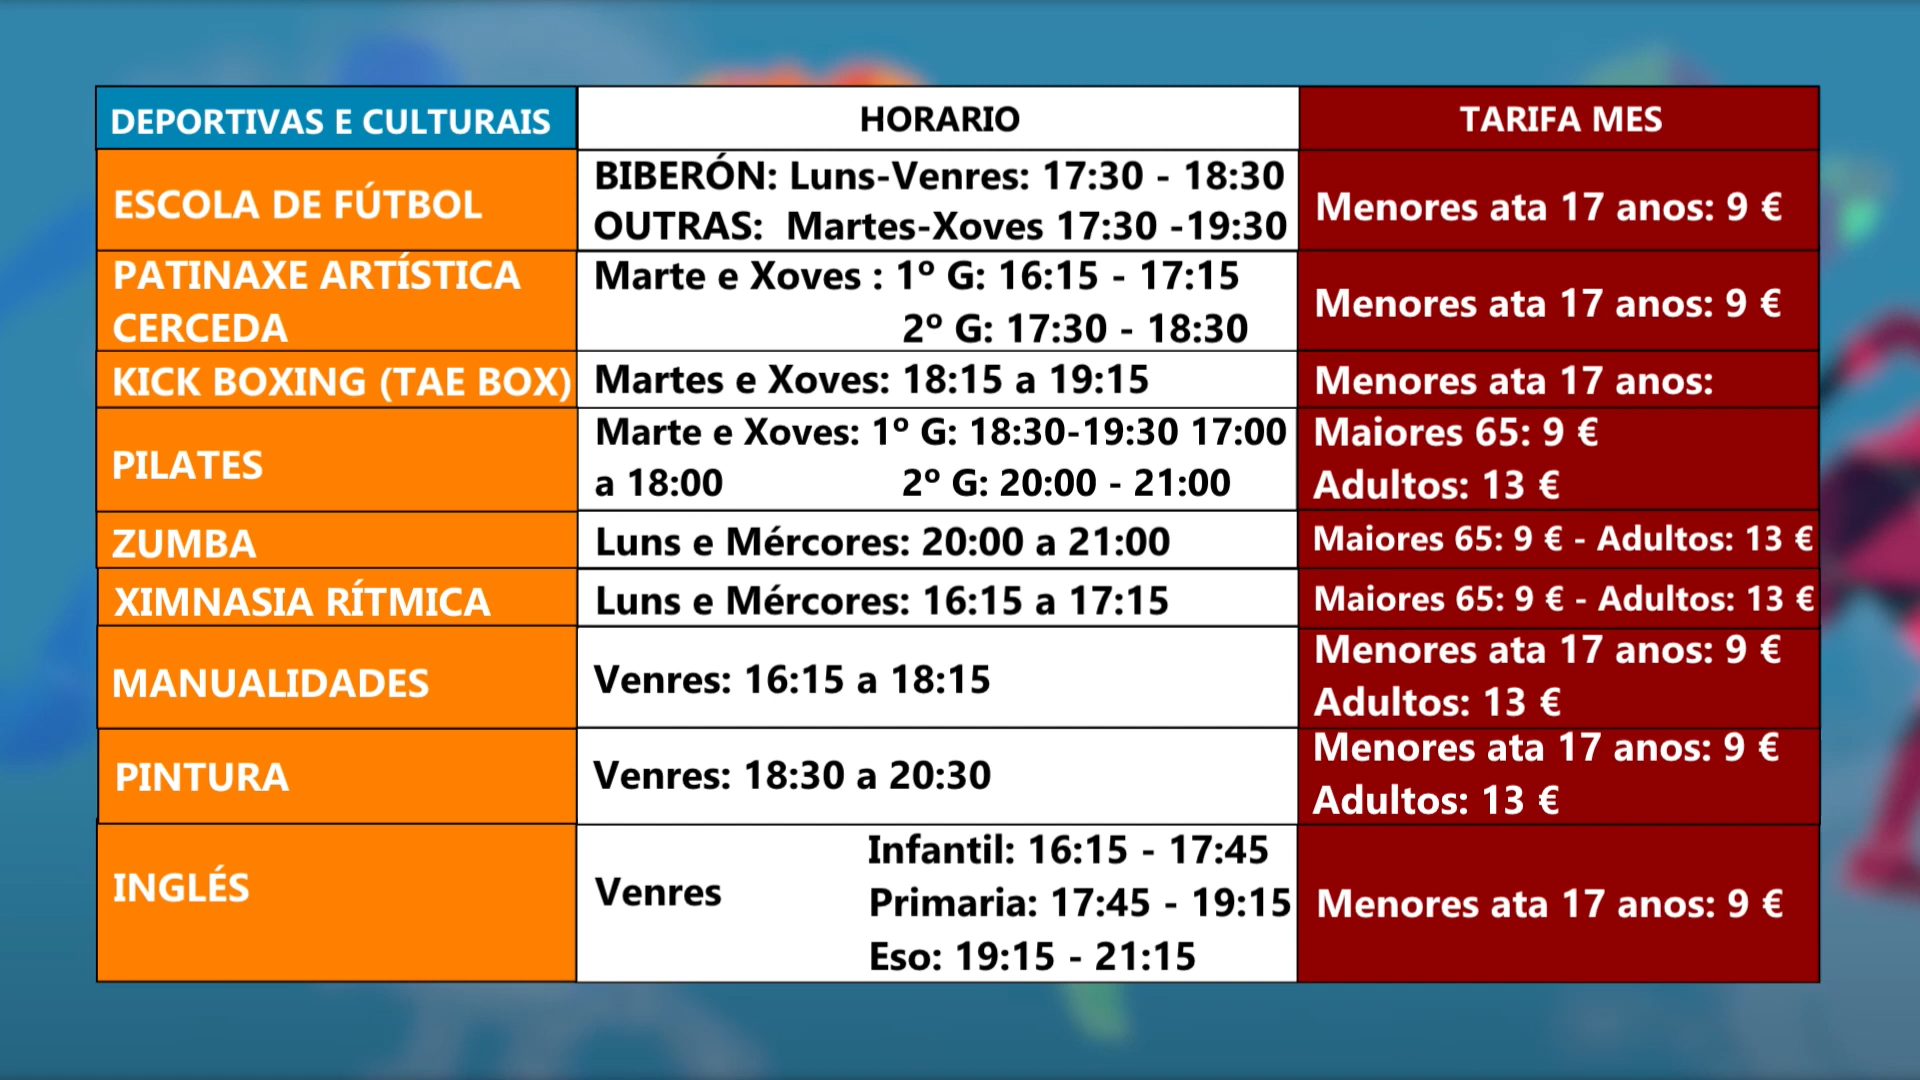 DEPORTIVAS E CULTURAIS HORARIO TARIFA MES
ESCOLA DE FÚTBOL
BIBERÓN: Luns-Venres: 17:30 - 18:30
OUTRAS: Martes-Xoves 17:30 -19:30
Menores ata 17 anos: 9 €
PATINAXE ARTÍSTICA
CERCEDA
Marte e Xoves : 1º G: 16:15 - 17:15
2º G: 17:30 - 18:30
Menores ata 17 anos: 9 €
KICK BOXING (TAE BOX) Martes e Xoves: 18:15 a 19:15 Menores ata 17 anos:
PILATES
Marte e Xoves: 1º G: 18:30-19:30 17:00
a 18:00 2º G: 20:00 - 21:00
Maiores 65: 9 €
Adultos: 13 €
ZUMBA Luns e Mércores: 20:00 a 21:00 Maiores 65: 9 € - Adultos: 13 €
XIMNASIA RÍTMICA Luns e Mércores: 16:15 a 17:15 Maiores 65: 9 € - Adultos: 13 €
MANUALIDADES
Venres: 16:15 a 18:15
Menores ata 17 anos: 9 €
Adultos: 13 €
PINTURA
Venres: 18:30 a 20:30
Menores ata 17 anos: 9 €
Adultos: 13 €
INGLÉS
Venres
Infantil: 16:15 - 17:45
Primaria: 17:45 - 19:15
Eso: 19:15 - 21:15
Menores ata 17 anos: 9 €